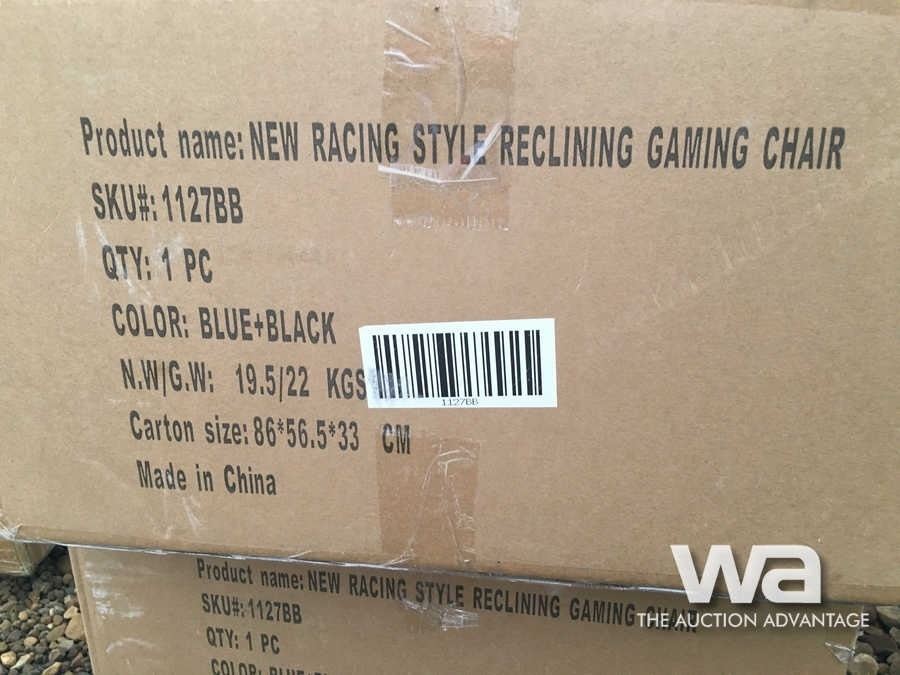 Product name: NEW RACING STYLE RECLINING GAMING CHAIR
SKU#: 1127BB
QTY: 1 PC
COLOR: BLUE+BLACK
N.W/G.W: 19.5/22 KGS
1127BB
Carton size: 86*56.5*33 CM
Made in China
Product name: NEW RACING STYLE RECLINING GAMING CHAIR
SKU#: 1127BB
QTY: 1 PC
COLOR:
wa
THE AUCTION ADVANTAGE